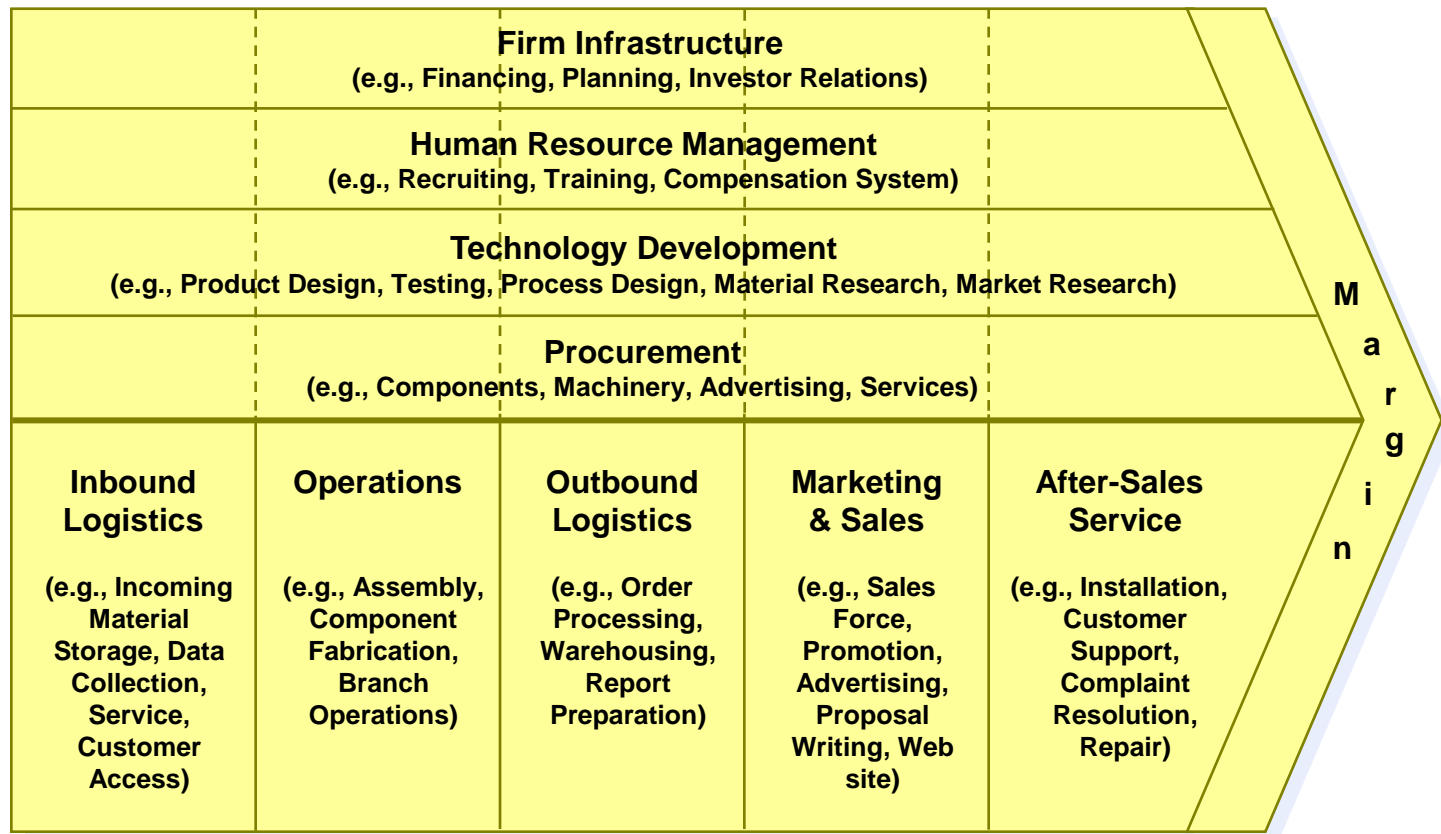 Firm Infrastructure
(e.g., Financing, Planning, Investor Relations)
Human Resource Management
(e.g., Recruiting, Training, Compensation System)
Technology Development
(e.g., Product Design, Testing, Process Design, Material Research, Market Research)
Procurement
(e.g., Components, Machinery, Advertising, Services)
Inbound
Logistics
(e.g., Incoming
Material
Storage, Data
Collection,
Service,
Customer
Access)
Operations
(e.g., Assembly,
Component
Fabrication,
Branch
Operations)
Outbound
Logistics
(e.g., Order
Processing,
Warehousing,
Report
Preparation)
Marketing
& Sales
(e.g., Sales
Force,
Promotion,
Advertising,
Proposal
Writing, Web
site)
After-Sales
Service
(e.g., Installation,
Customer
Support,
Complaint
Resolution,
Repair)
Margin